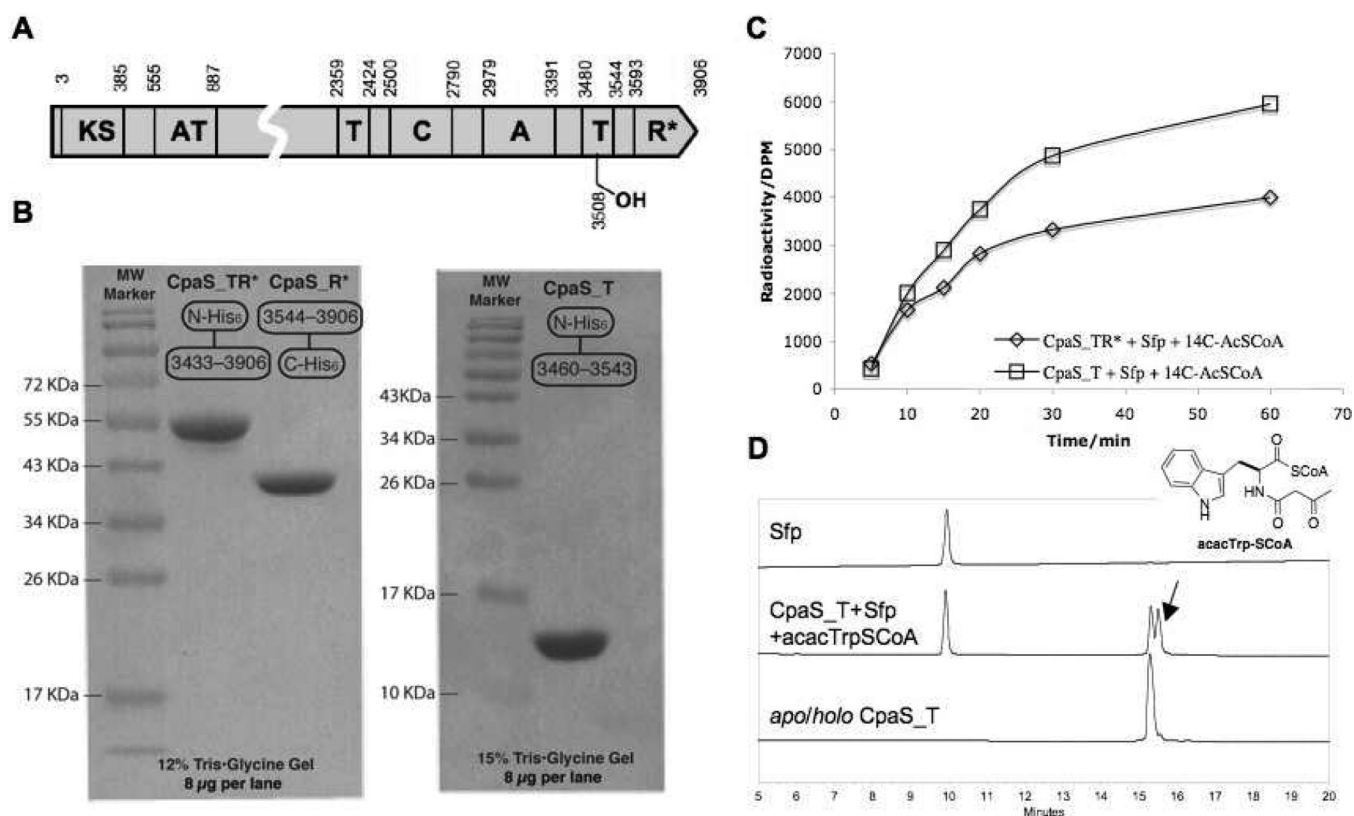 A
3
385
555
887
2359
2424
2500
2790
2979
3391
3480
3544
3593
3906
KS
AT
T
C
A
T
R*
3508
OH
B
MW
Marker
CpaS_TR*
CpaS_R*
N-His6
3544–3906
3433–3906
C-His6
72 KDa
55 KDa
43 KDa
34 KDa
26 KDa
17 KDa
12% Tris•Glycine Gel
8 µg per lane
MW
Marker
CpaS_T
N-His6
3460–3543
43KDa
34 KDa
26 KDa
17 KDa
10 KDa
15% Tris•Glycine Gel
8 µg per lane
C
Radioactivity/DPM
7000
6000
5000
4000
3000
2000
1000
0
0 10 20 30 40 50 60 70
Time/min
CpaS_TR* + Sfp + 14C-AcSCoA
CpaS_T + Sfp + 14C-AcSCoA
D
O
SCoA
NH
N
H
O
O
acacTrp-SCoA
Sfp
CpaS_T+Sfp
+acacTrpSCoA
apo/holo CpaS_T
5 6 7 8 9 10 11 12 13 14 15 16 17 18 19 20
Minutes